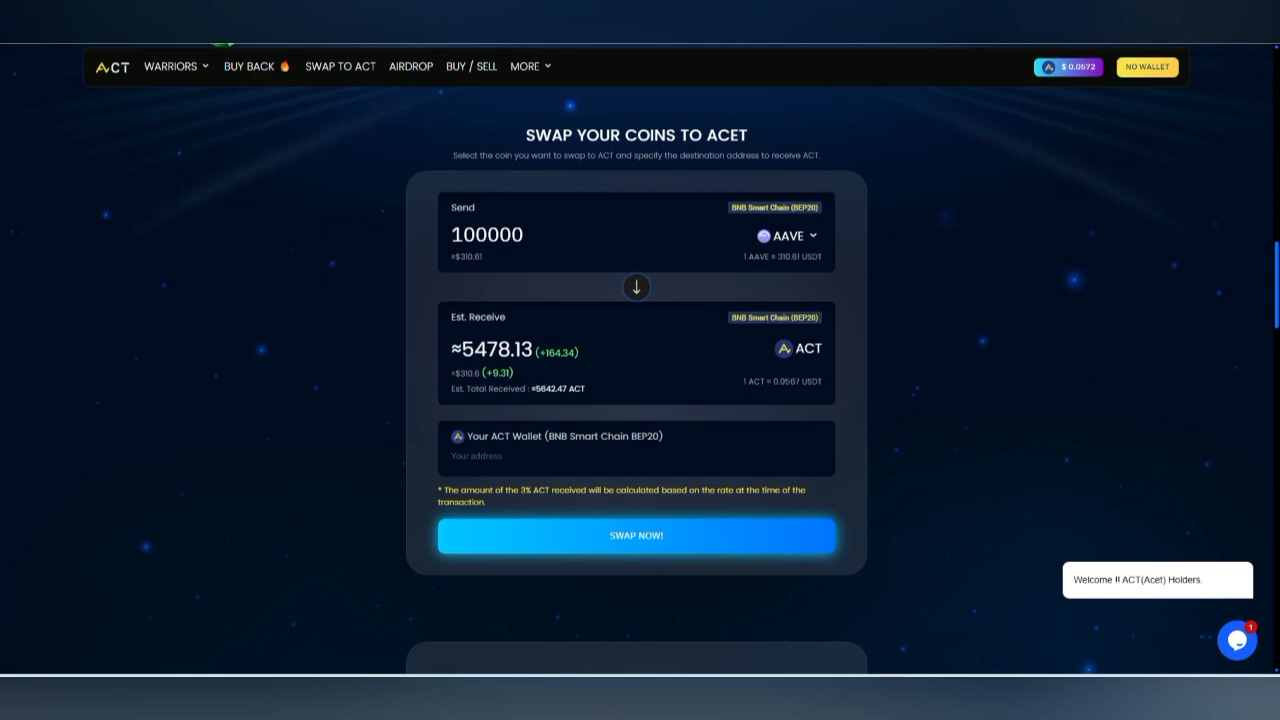 ACT WARRIORS BUY BACK SWAP TO ACT AIRDROP BUY / SELL MORE $ 0.0572 NO WALLET
SWAP YOUR COINS TO ACET
Select the coin you want to swap to ACT and specify the destination address to receive ACT.
Send BNB Smart Chain (BEP20)
100000 AAVE
≈$310.61 1 AAVE ≈ 310.61 USDT
Est. Receive BNB Smart Chain (BEP20)
≈5478.13 (+164.34) ACT
≈$310.6 (+9.31)
1 ACT ≈ 0.0567 USDT
Est. Total Received : ≈5642.47 ACT
Your ACT Wallet (BNB Smart Chain BEP20)
Your address
* The amount of the 3% ACT received will be calculated based on the rate at the time of the
transaction.
SWAP NOW!
Welcome !! ACT(Acet) Holders.
1